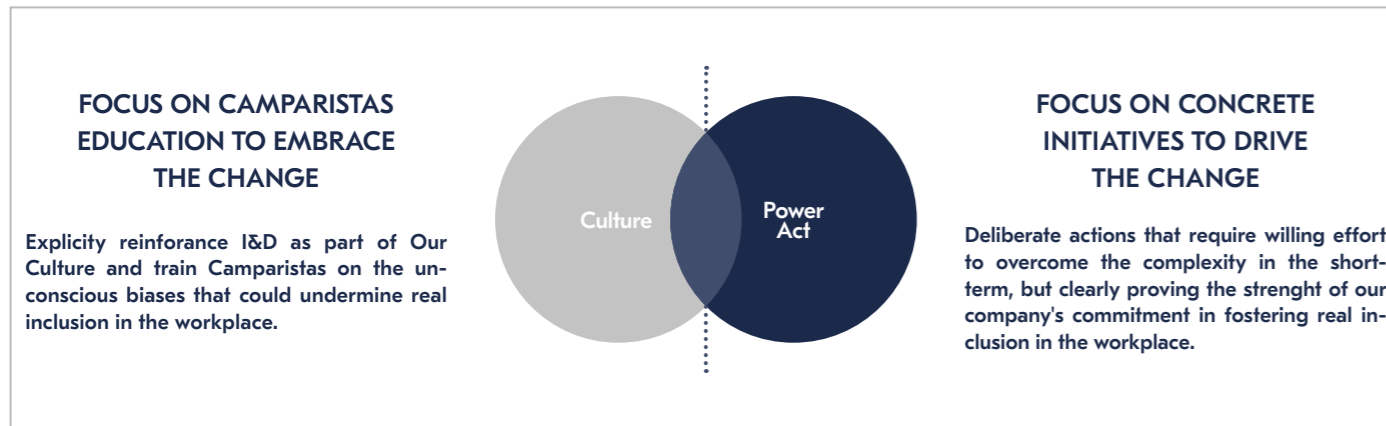 FOCUS ON CAMPARISTAS
EDUCATION TO EMBRACE
THE CHANGE
Explicity reinforance I&D as part of Our
Culture and train Camparistas on the un-
conscious biases that could undermine real
inclusion in the workplace.
Culture
Power
Act
FOCUS ON CONCRETE
INITIATIVES TO DRIVE
THE CHANGE
Deliberate actions that require willing effort
to overcome the complexity in the short-
term, but clearly proving the strenght of our
company's commitment in fostering real in-
clusion in the workplace.